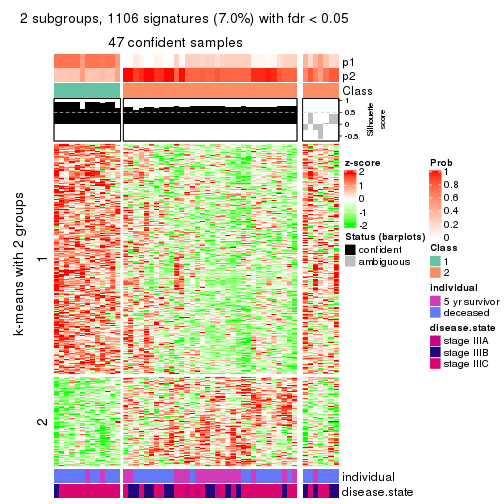 2 subgroups, 1106 signatures (7.0%) with fdr < 0.05
47 confident samples
p1
p2
Class
1
0.5
0
-0.5
Silhouette
score
k-means with 2 groups
1
2
individual
disease.state
z-score
2
1
0
-1
-2
Status (barplots)
confident
ambiguous
Prob
1
0.8
0.6
0.4
0.2
0
Class
1
2
individual
5 yr survivor
deceased
disease.state
stage IIIA
stage IIIB
stage IIIC